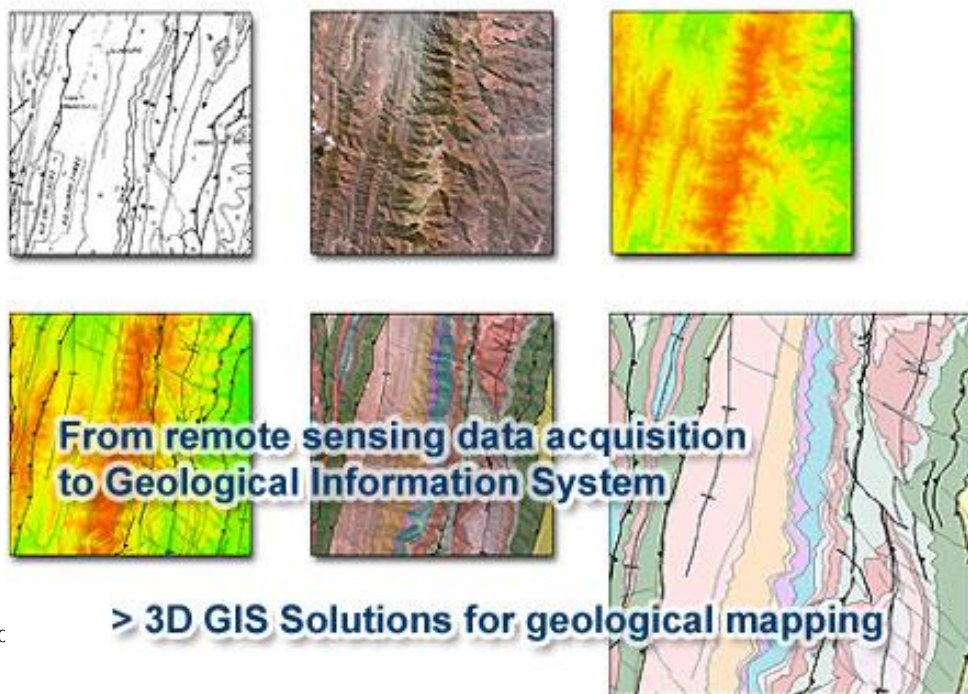 From remote sensing data acquisition
to Geological Information System
> 3D GIS Solutions for geological mapping